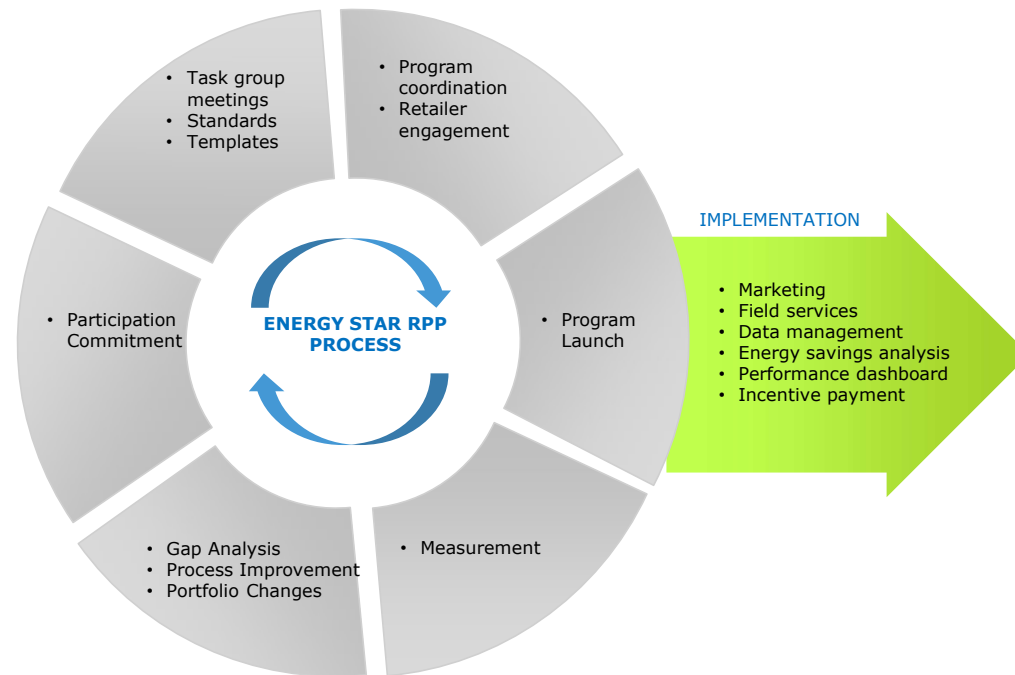 • Task group
meetings
• Standards
• Templates
• Program
coordination
• Retailer
engagement
IMPLEMENTATION
• Marketing
• Field services
• Data management
• Energy savings analysis
• Performance dashboard
• Incentive payment
• Participation
Commitment
ENERGY STAR RPP
PROCESS
• Program
Launch
• Gap Analysis
• Process Improvement
• Portfolio Changes
• Measurement